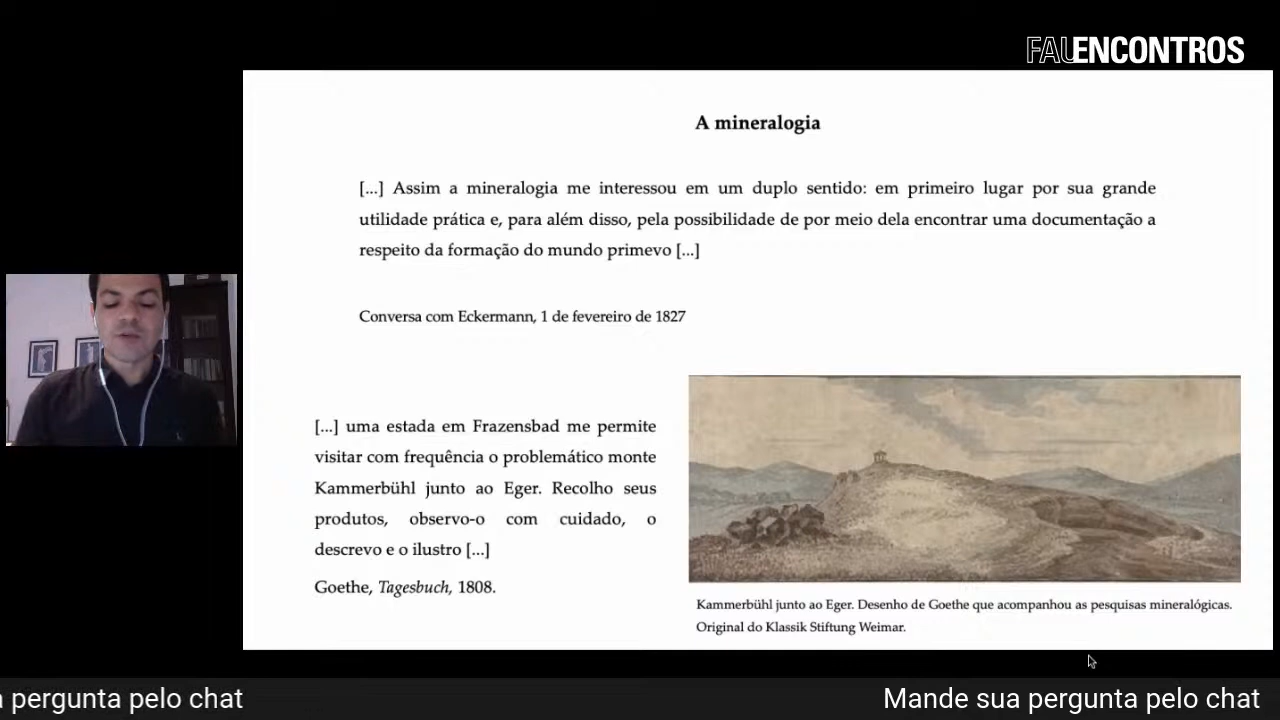 FAUENCONTROS
A mineralogia
[...] Assim a mineralogia me interessou em um duplo sentido: em primeiro lugar por sua grande
utilidade prática e, para além disso, pela possibilidade de por meio dela encontrar uma documentação a
respeito da formação do mundo primevo [...]
Conversa com Eckermann, 1 de fevereiro de 1827
[...] uma estada em Frazensbad me permite
visitar com frequência o problemático monte
Kammerbühl junto ao Eger. Recolho seus
produtos, observo-o com cuidado, o
descrevo e o ilustro [...]
Goethe, Tagesbuch, 1808.
Kammerbühl junto ao Eger. Desenho de Goethe que acompanhou as pesquisas mineralógicas.
Original do Klassik Stiftung Weimar.
a pergunta pelo chat
Mande sua pergunta pelo chat